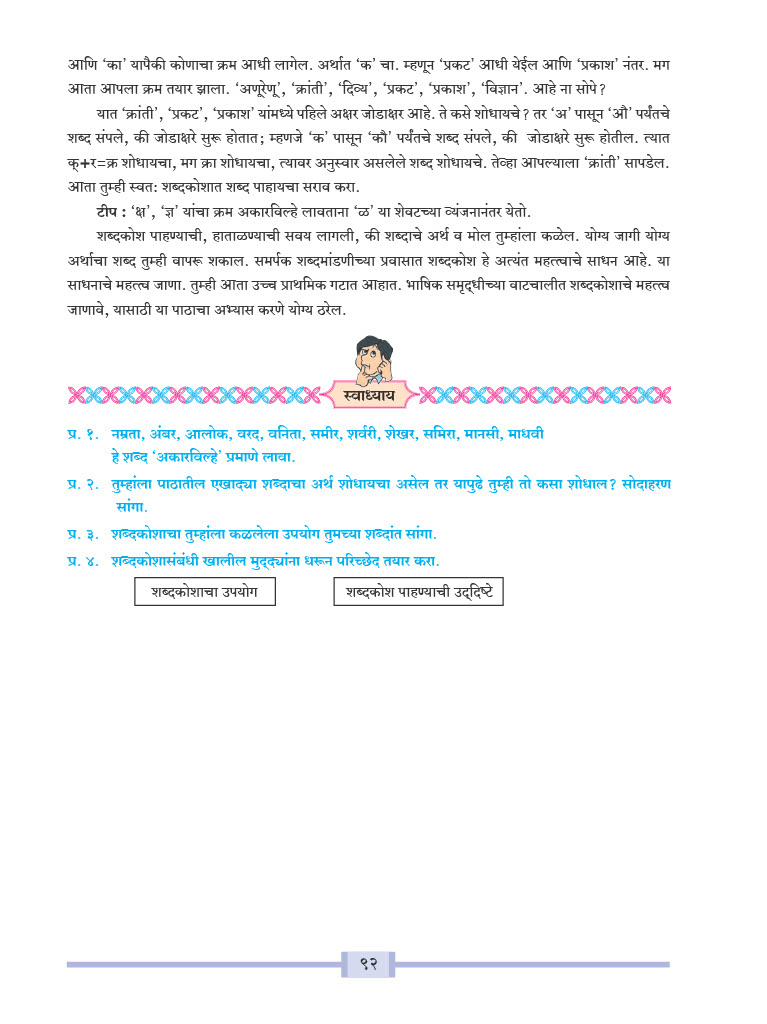 आणि ‘का’ यापैकी कोणाचा क्रम आधी लागेल. अर्थात ‘क’ चा. म्हणून ‘प्रकट’ आधी येईल आणि ‘प्रकाश’ नंतर. मग
आता आपला क्रम तयार झाला. ‘अणूरेणू’, ‘क्रांती’, ‘दिव्य’, ‘प्रकट’, ‘प्रकाश’, ‘विज्ञान’. आहे ना सोपे?
यात ‘क्रांती’, ‘प्रकट’, ‘प्रकाश’ यांमध्ये पहिले अक्षर जोडाक्षर आहे. ते कसे शोधायचे? तर ‘अ’ पासून ‘औ’ पर्यंतचे
शब्द संपले, की जोडाक्षरे सुरू होतात; म्हणजे ‘क’ पासून ‘कौ’ पर्यंतचे शब्द संपले, की जोडाक्षरे सुरू होतील. त्यात
क्+र=क्र शोधायचा, मग क्रा शोधायचा, त्यावर अनुस्वार असलेले शब्द शोधायचे. तेव्हा आपल्याला ‘क्रांती’ सापडेल.
आता तुम्ही स्वतः शब्दकोशात शब्द पाहायचा सराव करा.
टीप : ‘क्ष’, ‘ज्ञ’ यांचा क्रम अकारविल्हे लावताना ‘ळ’ या शेवटच्या व्यंजनानंतर येतो.
शब्दकोश पाहण्याची, हाताळण्याची सवय लागली, की शब्दाचे अर्थ व मोल तुम्हांला कळेल. योग्य जागी योग्य
अर्थाचा शब्द तुम्ही वापरू शकाल. समर्पक शब्दमांडणीच्या प्रवासात शब्दकोश हे अत्यंत महत्त्वाचे साधन आहे. या
साधनाचे महत्त्व जाणा. तुम्ही आता उच्च प्राथमिक गटात आहात. भाषिक समृद्धीच्या वाटचालीत शब्दकोशाचे महत्त्व
जाणावे, यासाठी या पाठाचा अभ्यास करणे योग्य ठरेल.
स्वाध्याय
प्र. १. नम्रता, अंबर, आलोक, वरद, वनिता, समीर, शर्वरी, शेखर, समिरा, मानसी, माधवी
हे शब्द ‘अकारविल्हे’ प्रमाणे लावा.
प्र. २. तुम्हांला पाठातील एखाद्या शब्दाचा अर्थ शोधायचा असेल तर यापुढे तुम्ही तो कसा शोधाल? सोदाहरण
सांगा.
प्र. ३. शब्दकोशाचा तुम्हांला कळलेला उपयोग तुमच्या शब्दांत सांगा.
प्र. ४. शब्दकोशासंबंधी खालील मुद्द्यांना धरून परिच्छेद तयार करा.
शब्दकोशाचा उपयोग शब्दकोश पाहण्याची उद्दिष्टे
९२